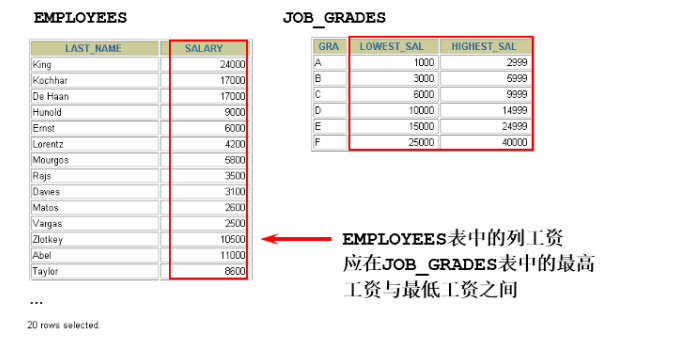 EMPLOYEES
LAST_NAME SALARY
King 24000
Kochhar 17000
De Haan 17000
Hunold 9000
Ernst 6000
Lorentz 4200
Mourgos 5800
Rajs 3500
Davies 3100
Matos 2600
Vargas 2500
Zlotkey 10500
Abel 11000
Taylor 8600
...
20 rows selected.
JOB_GRADES
GRA LOWEST_SAL HIGHEST_SAL
A 1000 2999
B 3000 5999
C 6000 9999
D 10000 14999
E 15000 24999
F 25000 40000
EMPLOYEES表中的列工资
应在JOB_GRADES表中的最高
工资与最低工资之间